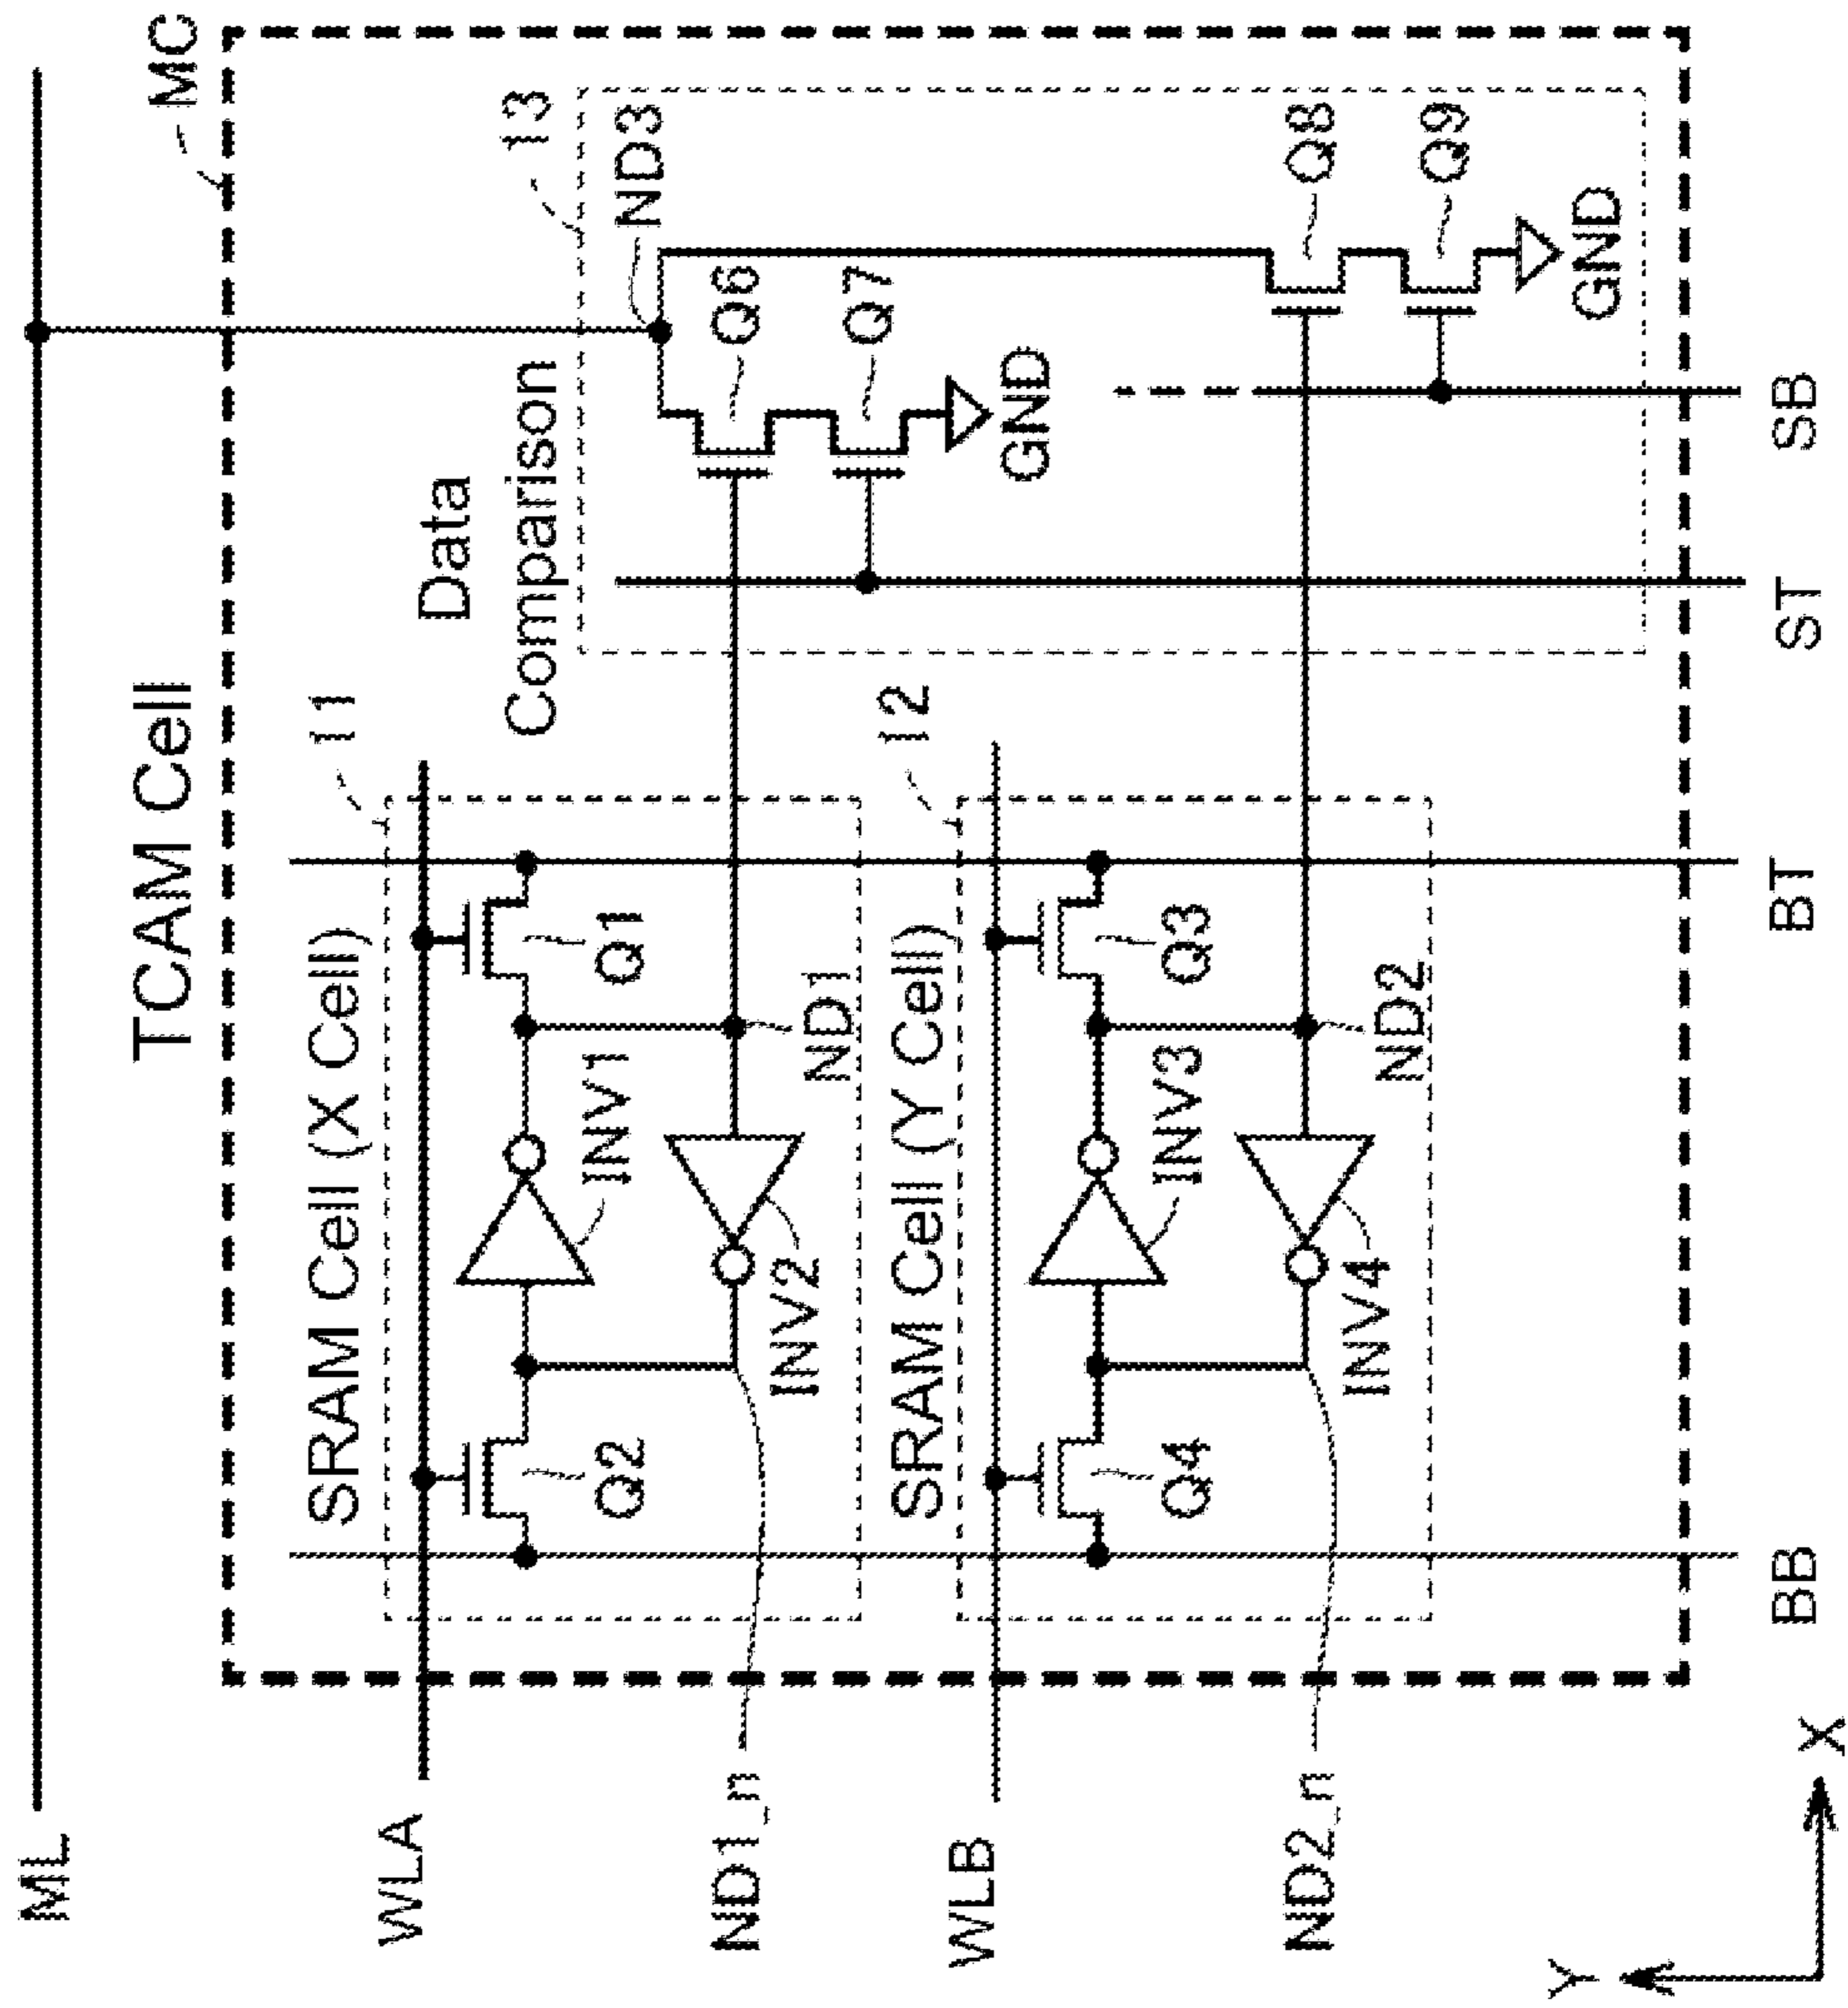 ML
TCAM Cell
MC
WLA
SRAM Cell (X Cell)
11
Data
Comparison
13
ND3
Q2
INV1
Q1
Q6
ND1_n
INV2
ND1
Q7
GND
WLB
SRAM Cell (Y Cell)
12
Q4
INV3
Q3
Q8
ND2_n
INV4
ND2
Q9
GND
BB
BT
ST
SB
Y
X